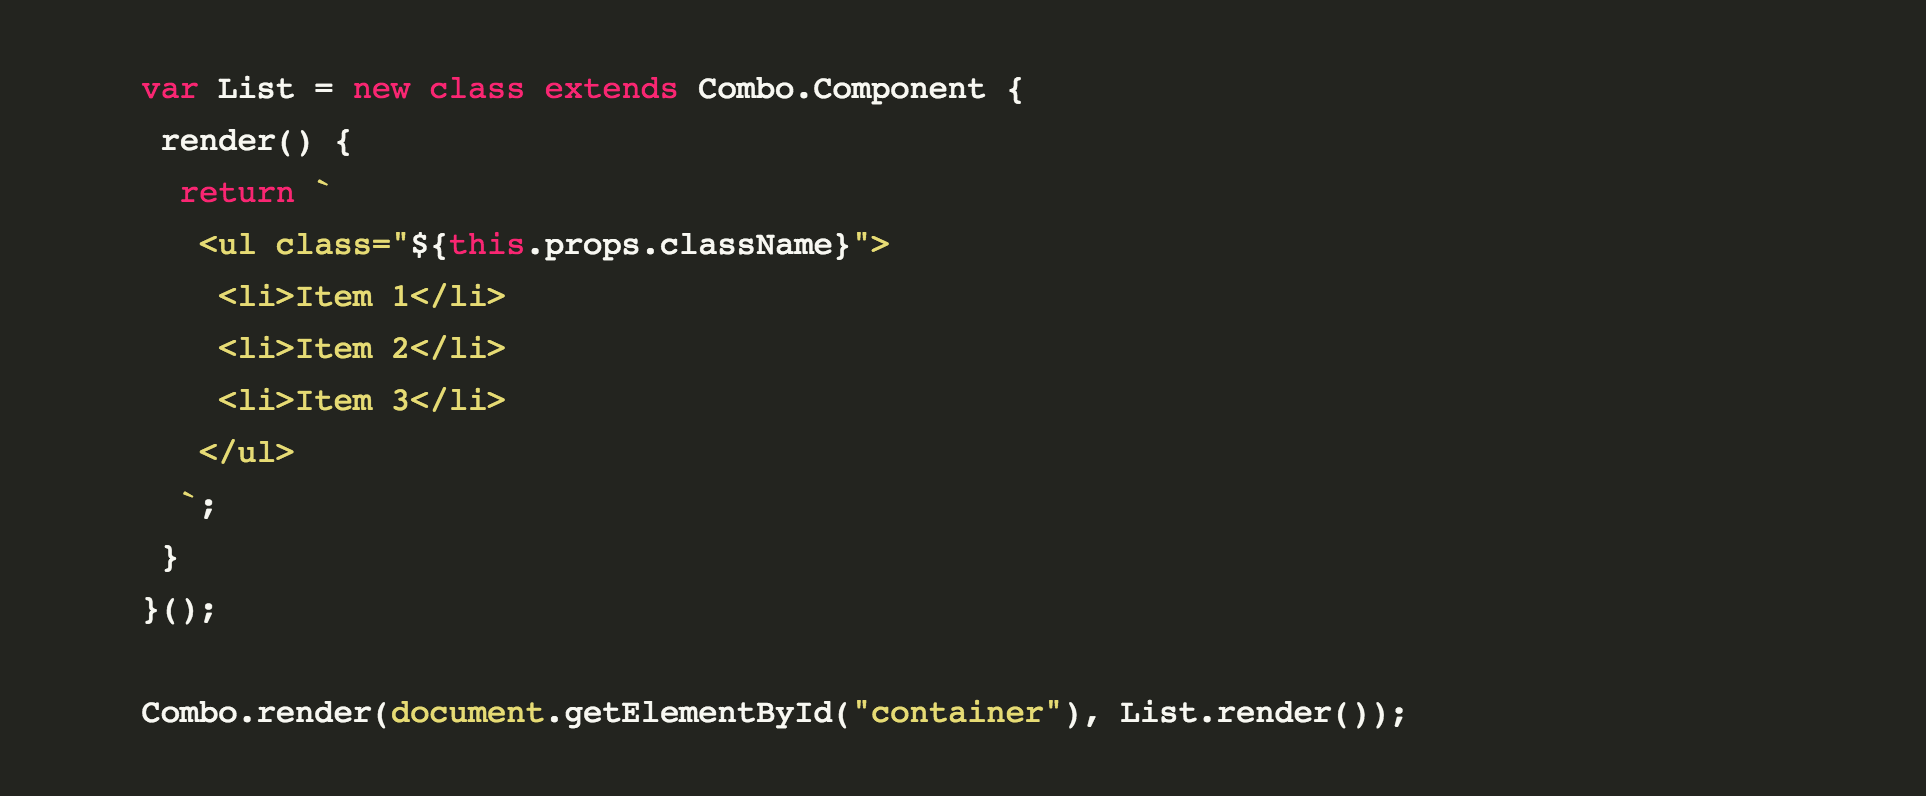 var List = new class extends Combo.Component {
 render() {
  return `
   <ul class="${this.props.className}">
    <li>Item 1</li>
    <li>Item 2</li>
    <li>Item 3</li>
   </ul>
  `;
 }
}();

Combo.render(document.getElementById("container"), List.render());